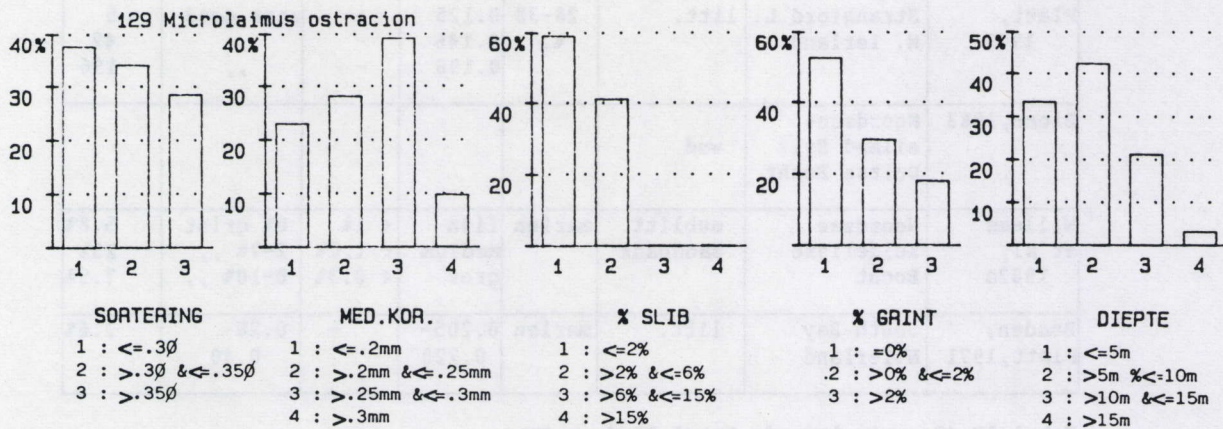 129 Microlaimus ostracion
40% 40% 60% 60% 50%
40 40 40
30 30 30
20 20 20 20 20
10 10 10
1 2 3 1 2 3 4 1 2 3 4 1 2 3 1 2 3 4
SORTERING MED.KOR. % SLIB % GRINT DIEPTE
1 : <=.3Ø 1 : <=.2mm 1 : <=2% 1 : 0% 1 : <=5m
2 : >.3Ø &<=.35Ø 2 : >.2mm &<=.25mm 2 : >2% &<=6% 2 : >0% &<=2% 2 : >5m %<=10m
3 : >.35Ø 3 : >.25mm &<=.3mm 3 : >6% &<=15% 3 : >2% 3 : >10m &<=15m
4 : >.3mm 4 : >15% 4 : >15m